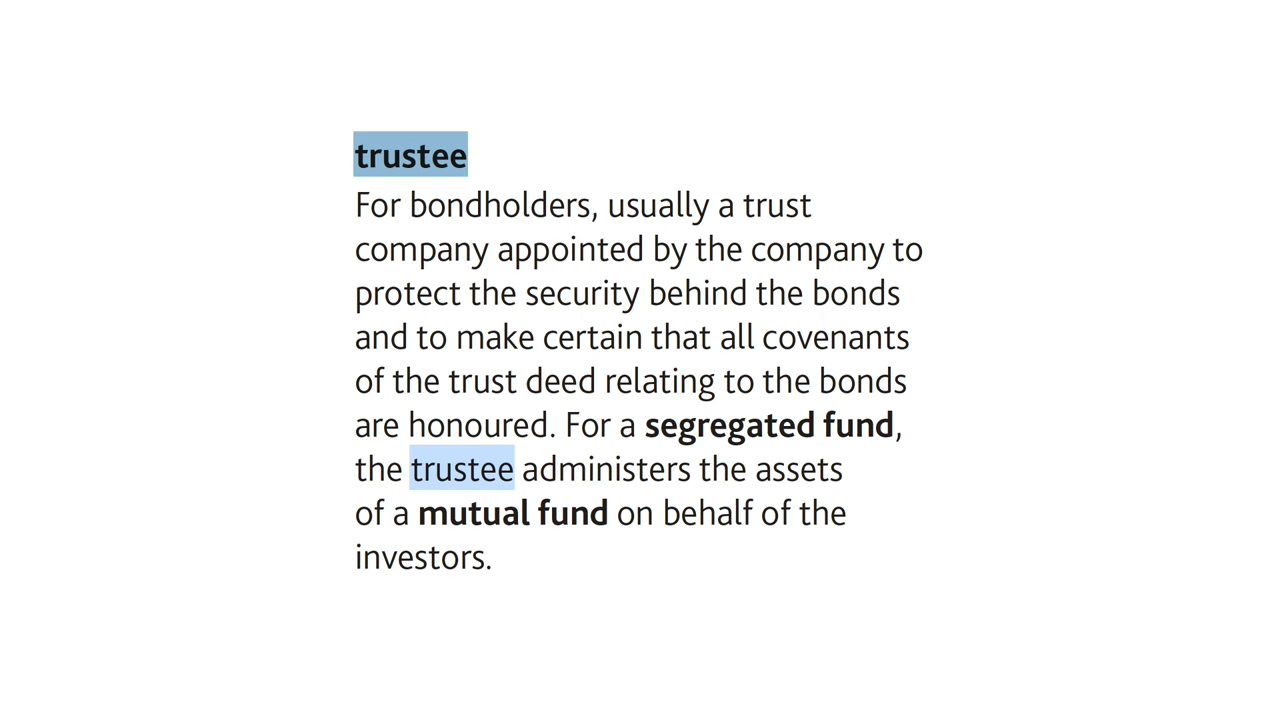 trustee
For bondholders, usually a trust
company appointed by the company to
protect the security behind the bonds
and to make certain that all covenants
of the trust deed relating to the bonds
are honoured. For a segregated fund,
the trustee administers the assets
of a mutual fund on behalf of the
investors.